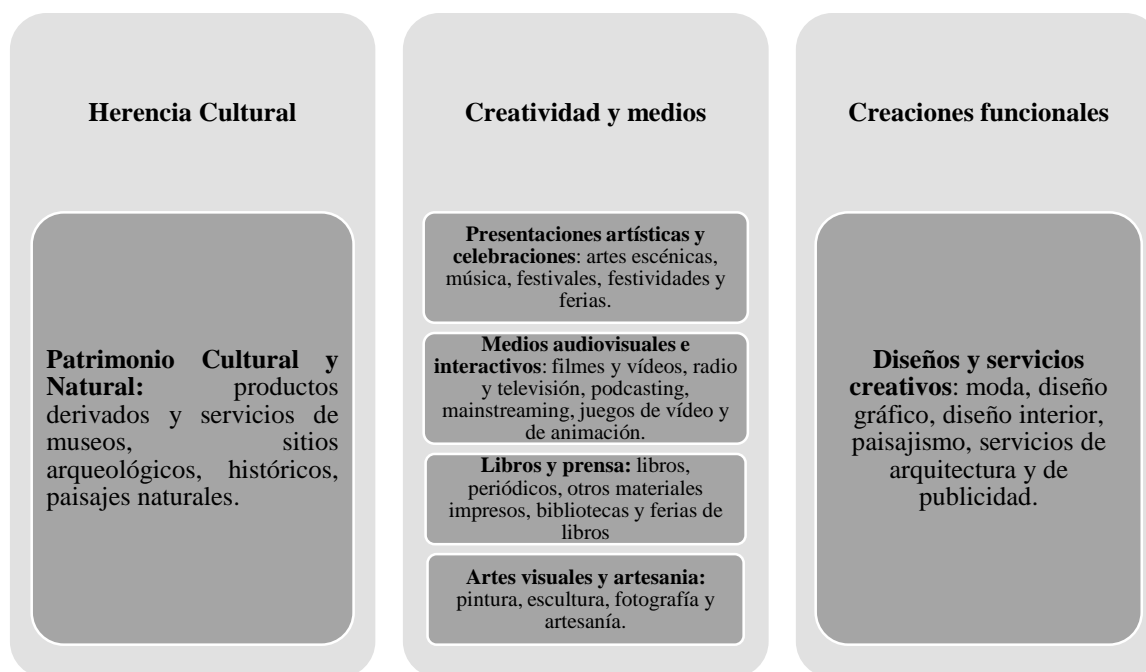 Herencia Cultural
Patrimonio Cultural y
Natural: productos
derivados y servicios de
museos, sitios
arqueológicos, históricos,
paisajes naturales.
Creatividad y medios
Presentaciones artísticas y
celebraciones: artes escénicas,
música, festivales, festividades y
ferias.
Medios audiovisuales e
interactivos: filmes y vídeos, radio
y televisión, podcasting,
mainstreaming, juegos de vídeo y
de animación.
Libros y prensa: libros,
periódicos, otros materiales
impresos, bibliotecas y ferias de
libros
Artes visuales y artesania:
pintura, escultura, fotografía y
artesanía.
Creaciones funcionales
Diseños y servicios
creativos: moda, diseño
gráfico, diseño interior,
paisajismo, servicios de
arquitectura y de
publicidad.